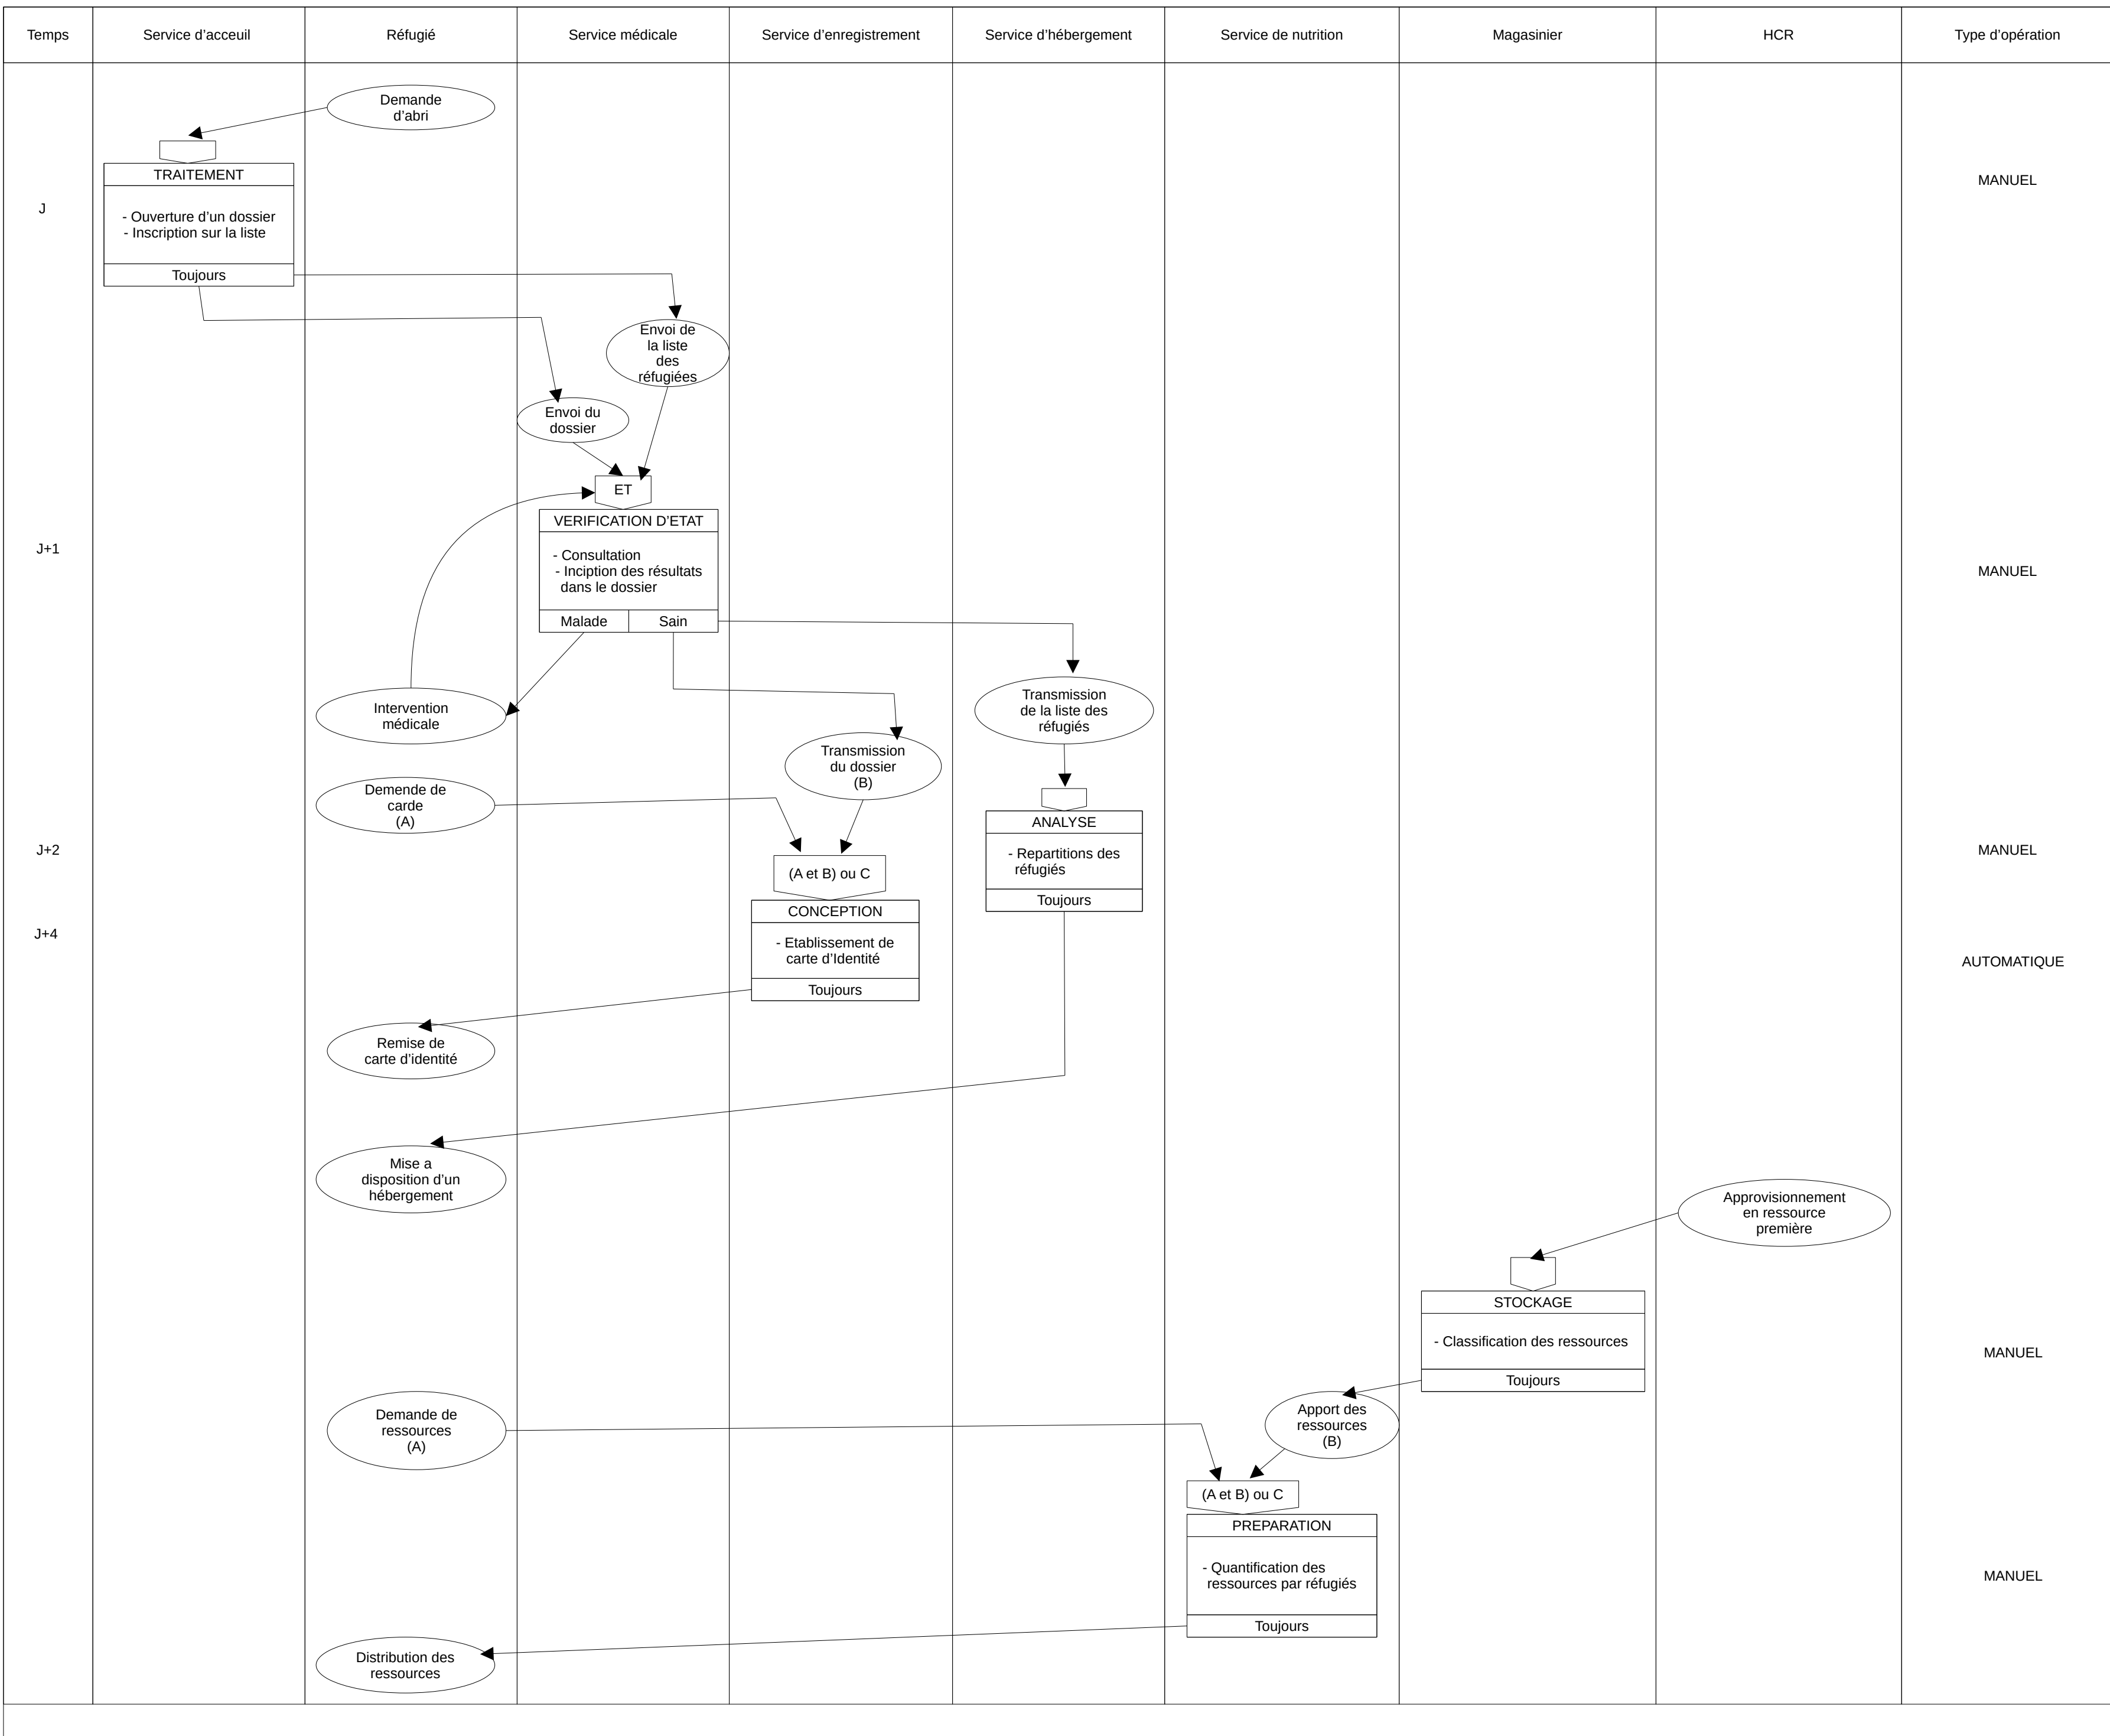 Temps
Service d'acceuil
Réfugié
Service médicale
Service d'enregistrement
Service d'hébergement
Service de nutrition
Magasinier
HCR
Type d'opération
Demande
d'abri
TRAITEMENT
MANUEL
J
- Ouverture d'un dossier
- Inscription sur la liste
Toujours
Envoi de
la liste
des
réfugiées
Envoi du
dossier
ET
VERIFICATION D'ETAT
J+1
- Consultation
- Inciption des résultats
dans le dossier
MANUEL
Malade
Sain
Intervention
médicale
Transmission
de la liste des
réfugiés
Transmission
du dossier
(B)
Demende de
carde
(A)
ANALYSE
J+2
- Repartitions des
réfugiés
MANUEL
Toujours
(A et B) ou C
CONCEPTION
J+4
- Etablissement de
carte d'Identité
AUTOMATIQUE
Toujours
Remise de
carte d'identité
Mise a
disposition d'un
hébergement
Approvisionnement
en ressource
première
STOCKAGE
- Classification des ressources
MANUEL
Toujours
Demande de
ressources
(A)
Apport des
ressources
(B)
(A et B) ou C
PREPARATION
- Quantification des
ressources par réfugiés
MANUEL
Toujours
Distribution des
ressources